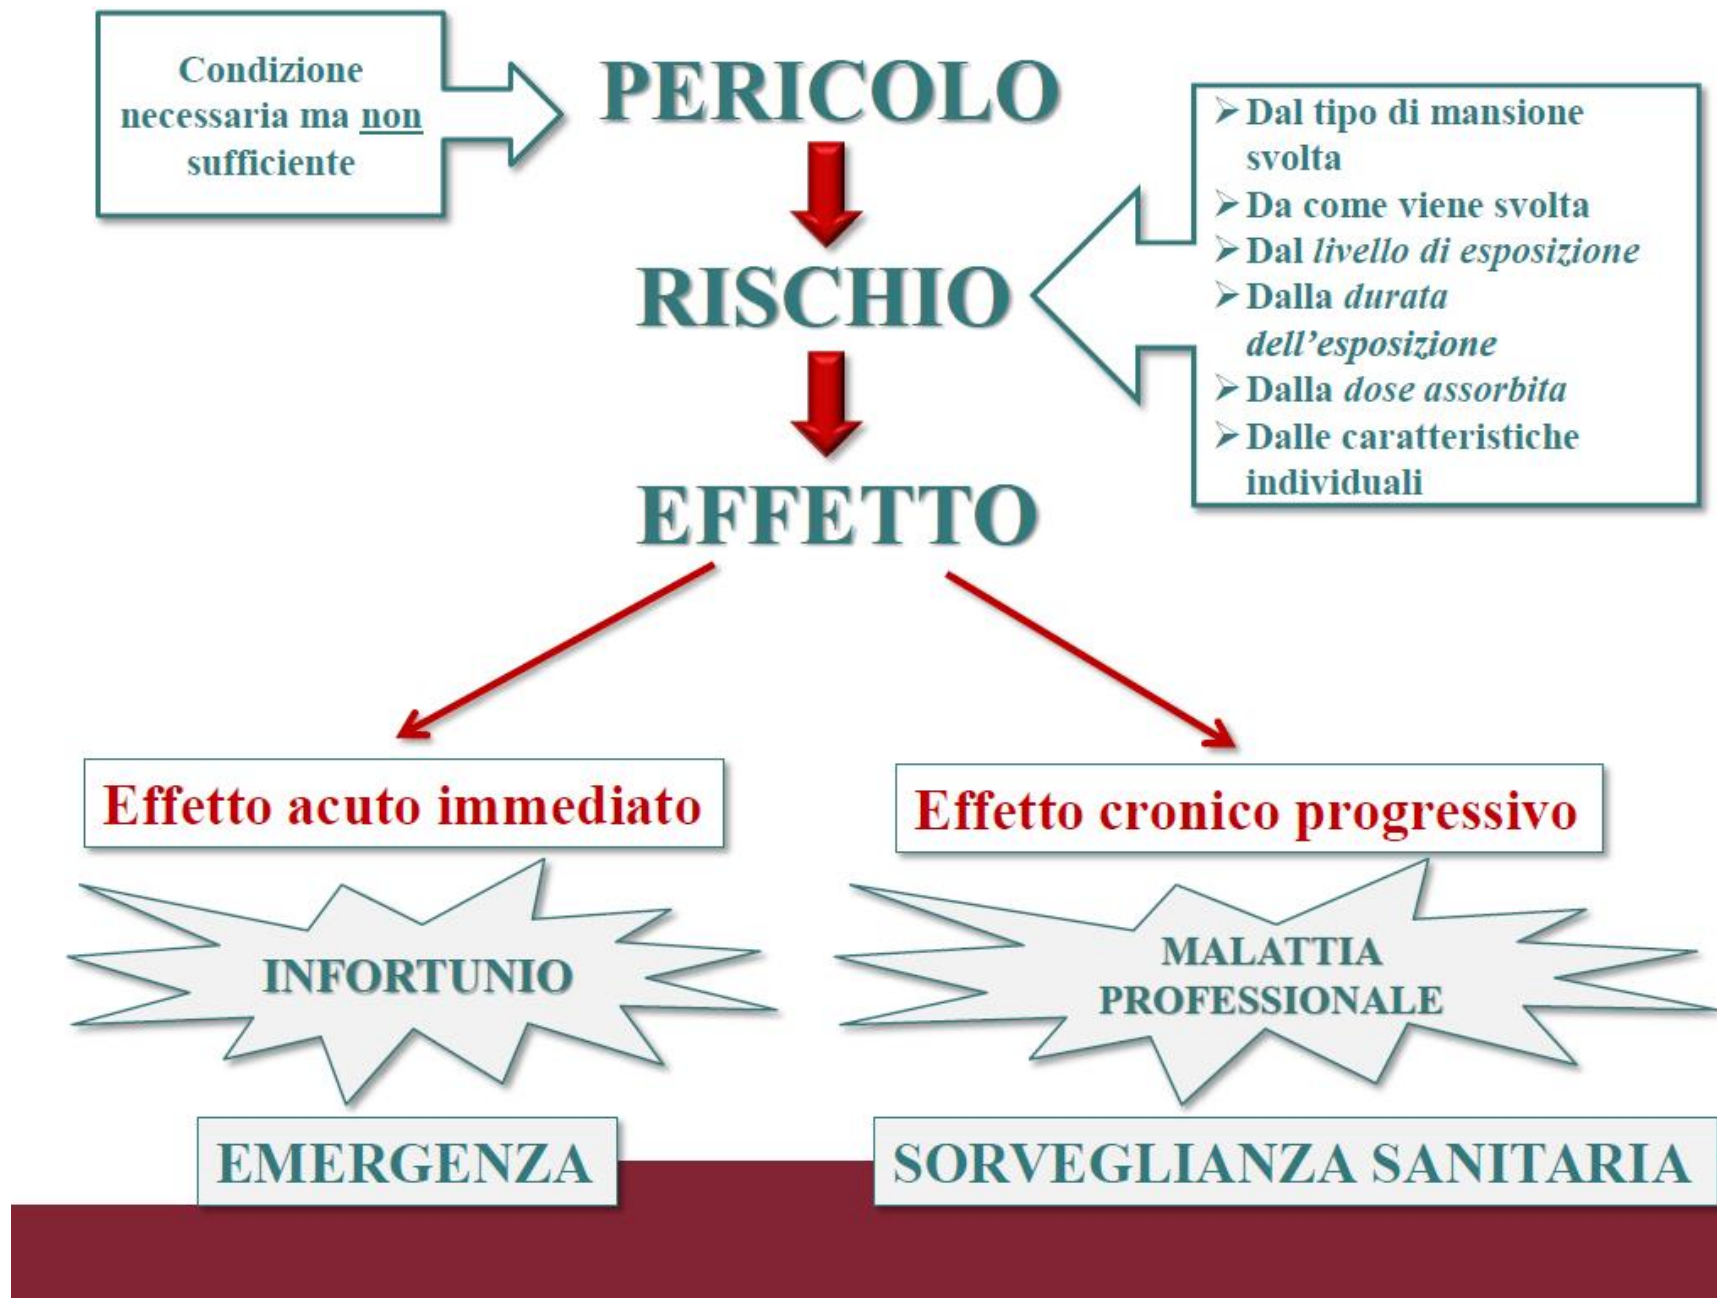 Condizione
necessaria ma non
sufficiente
PERICOLO
RISCHIO
EFFETTO
➢ Dal tipo di mansione
svolta
➢ Da come viene svolta
➢ Dal livello di esposizione
➢ Dalla durata
dell’esposizione
➢ Dalla dose assorbita
➢ Dalle caratteristiche
individuali
Effetto acuto immediato
INFORTUNIO
EMERGENZA
Effetto cronico progressivo
MALATTIA
PROFESSIONALE
SORVEGLIANZA SANITARIA